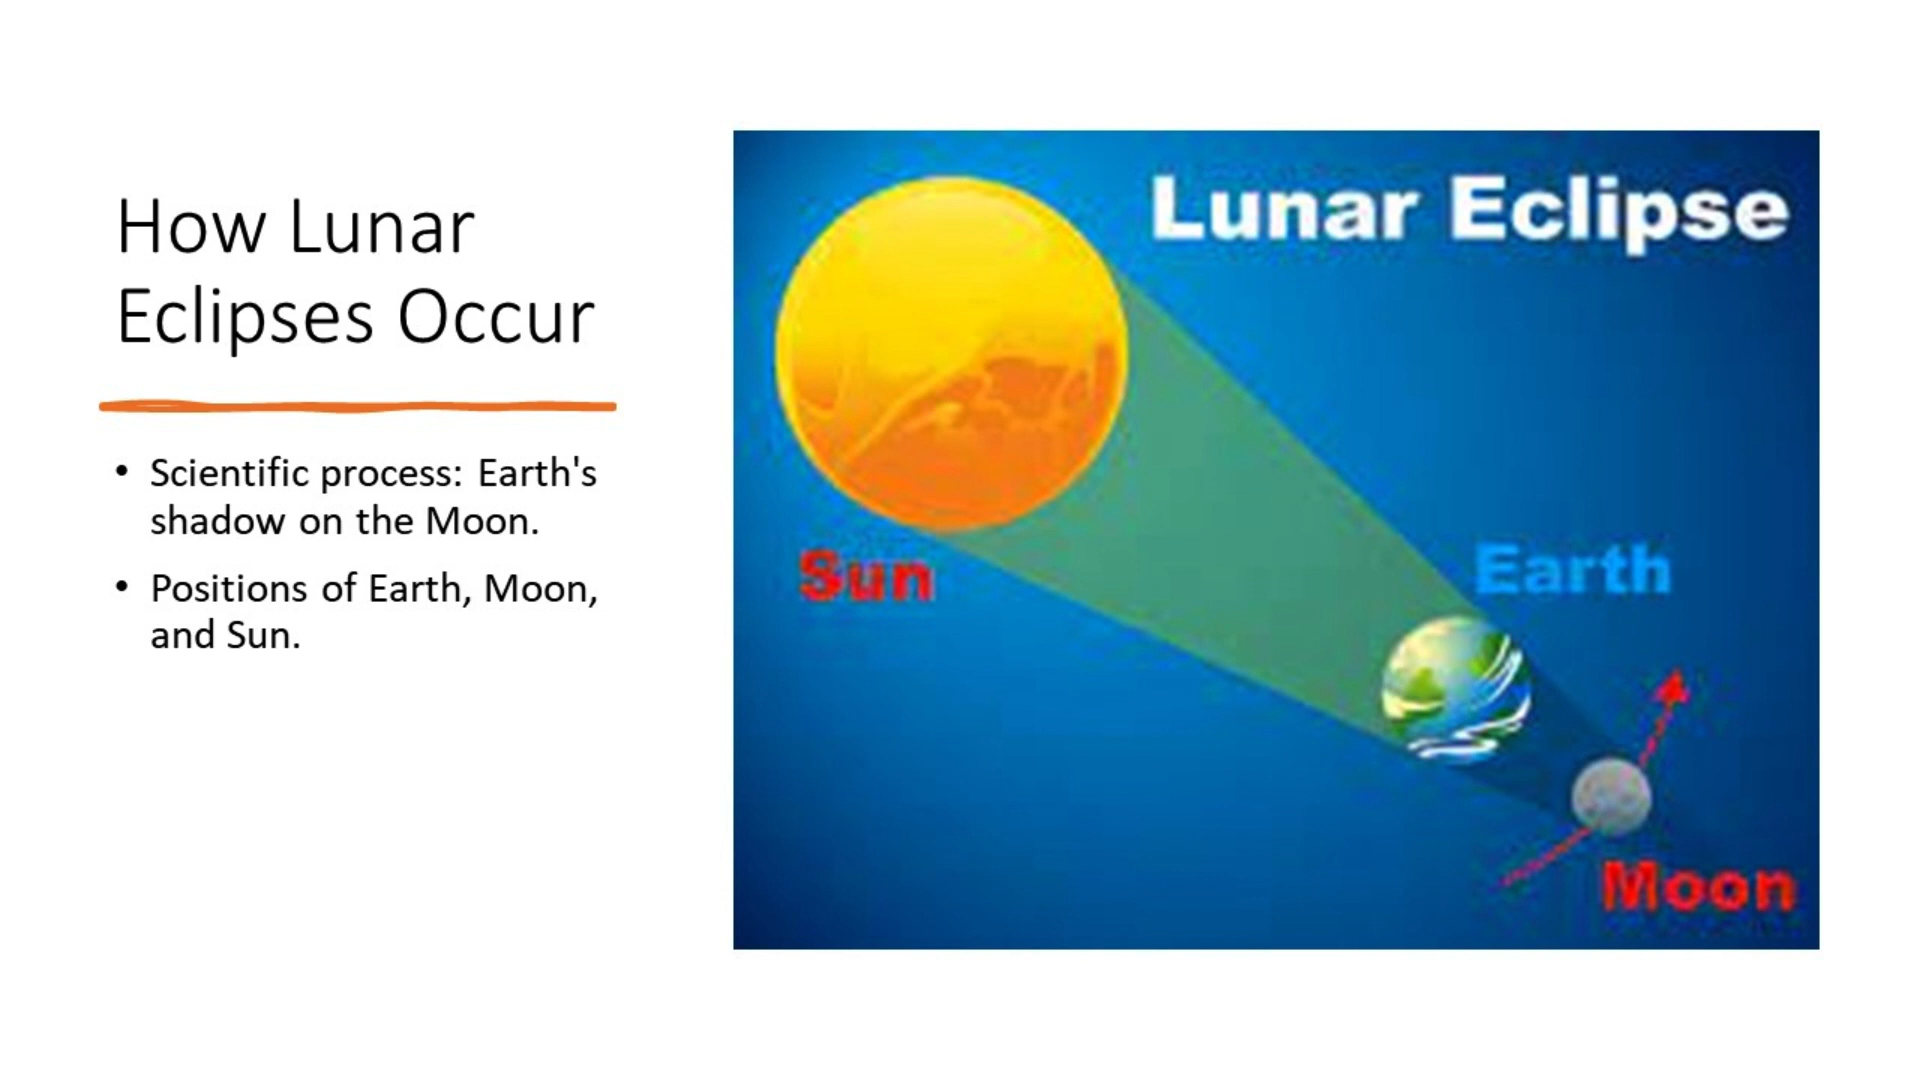 How Lunar
Eclipses Occur
• Scientific process: Earth's
shadow on the Moon.
• Positions of Earth, Moon,
and Sun.
Lunar Eclipse
Sun
Earth
Moon